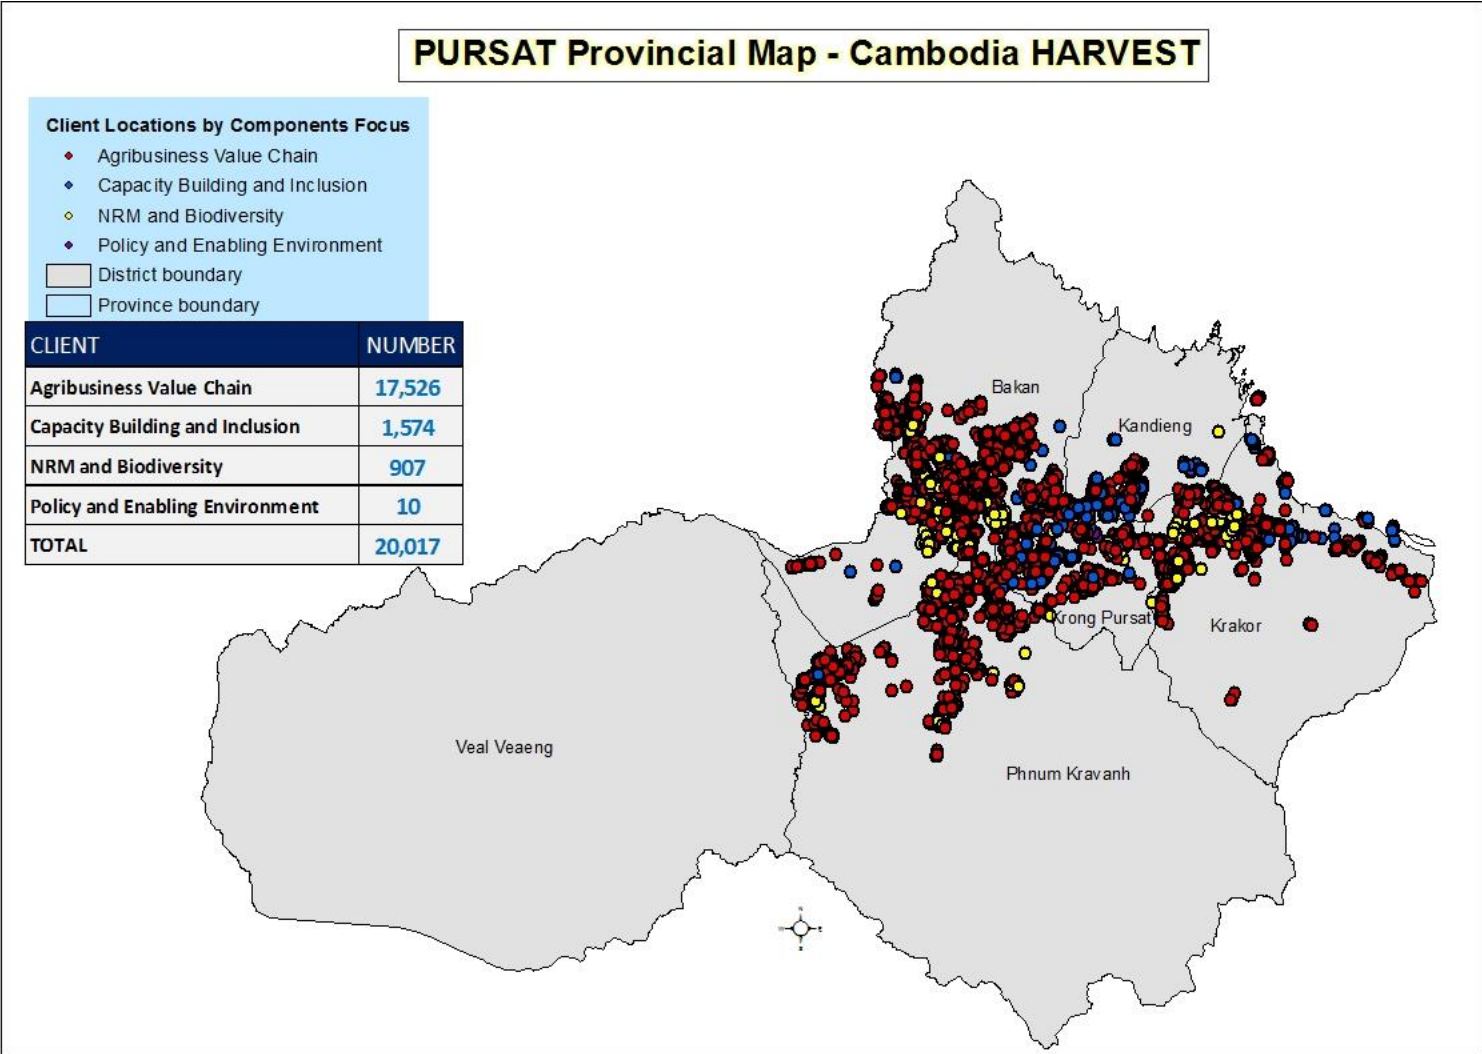 PURSAT Provincial Map - Cambodia HARVEST
Client Locations by Components Focus
Agribusiness Value Chain
Capacity Building and Inclusion
NRM and Biodiversity
Policy and Enabling Environment
District boundary
Province boundary
CLIENT NUMBER
Agribusiness Value Chain 17,526
Capacity Building and Inclusion 1,574
NRM and Biodiversity 907
Policy and Enabling Environment 10
TOTAL 20,017
Bakan
Kandieng
Krong Pursat
Krakor
Veal Veaeng
Phnum Kravanh